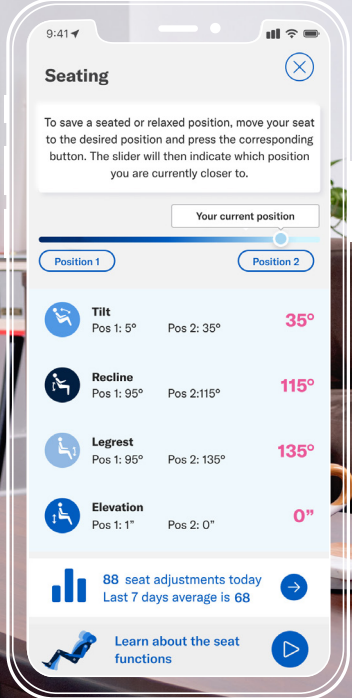 9:41
Seating
To save a seated or relaxed position, move your seat
to the desired position and press the corresponding
button. The slider will then indicate which position
you are currently closer to.
Your current position
Position 1
Position 2
Tilt
Pos 1: 5° Pos 2: 35° 35°
Recline
Pos 1: 95° Pos 2:115° 115°
Legrest
Pos 1: 95° Pos 2: 135° 135°
Elevation
Pos 1: 1” Pos 2: 0” 0”
88 seat adjustments today
Last 7 days average is 68
Learn about the seat
functions